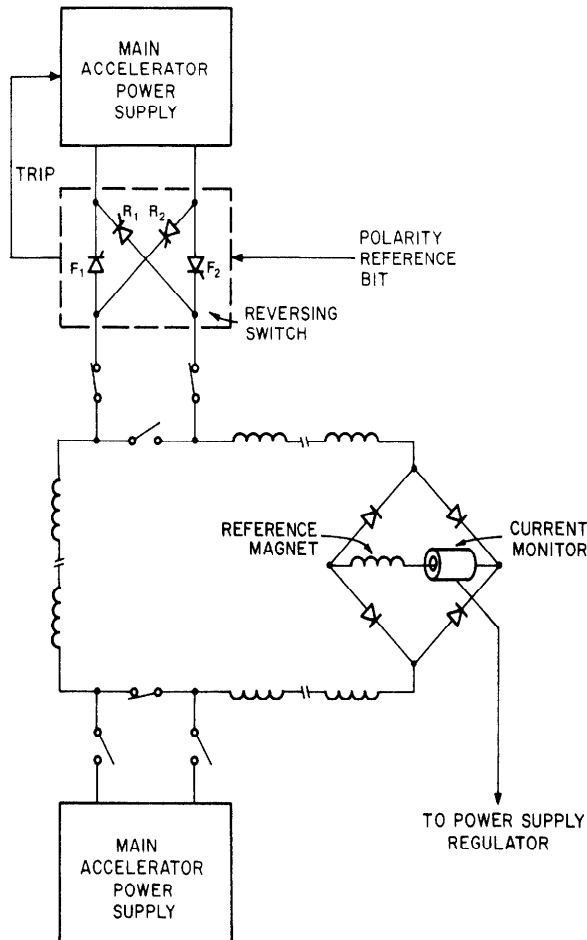 MAIN
ACCELERATOR
POWER
SUPPLY
TRIP
R1
R2
F1
F2
POLARITY
REFERENCE
BIT
REVERSING
SWITCH
REFERENCE
MAGNET
CURRENT
MONITOR
TO POWER SUPPLY
REGULATOR
MAIN
ACCELERATOR
POWER
SUPPLY